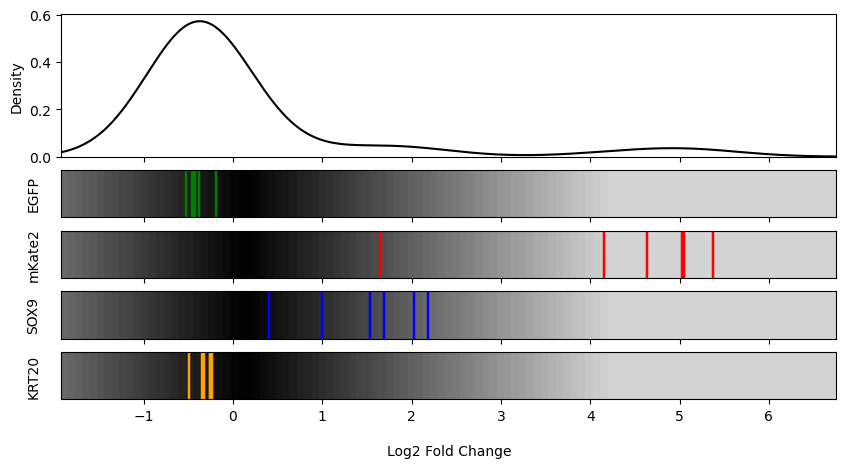 0.6
0.4
0.2
0.0
Density
EGFP
mKate2
SOX9
KRT20
−1 0 1 2 3 4 5 6
Log2 Fold Change